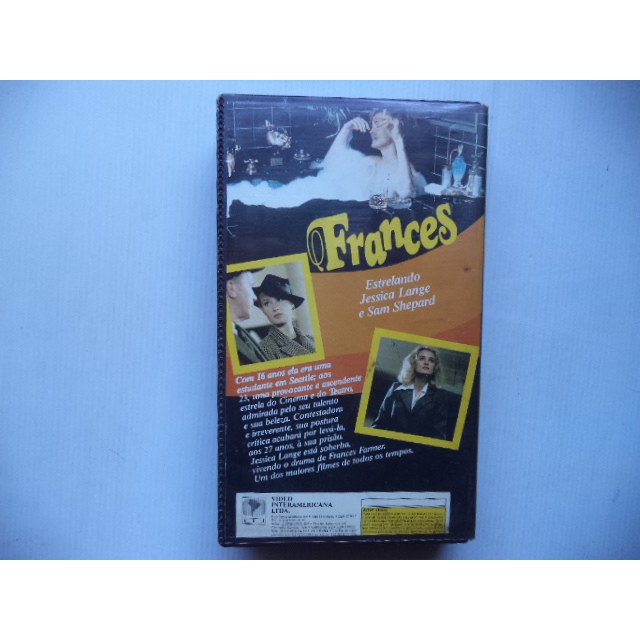 Frances
Estrelando
Jessica Lange
e Sam Shepard
Com 16 anos ela era uma
estudante em Seattle; aos
23, uma provocante e ascendente
estrela do Cinema e do Teatro,
admirada pelo seu talento
e sua beleza. Contestadora
e irreverente, sua postura
crítica acabará por levá-la,
aos 27 anos, à sua prisão.
Jessica Lange está soberba,
vivendo o drama de Frances Farmer.
Um dos maiores filmes de todos os tempos.
VIDEO
INTERAMERICANA
LTDA.